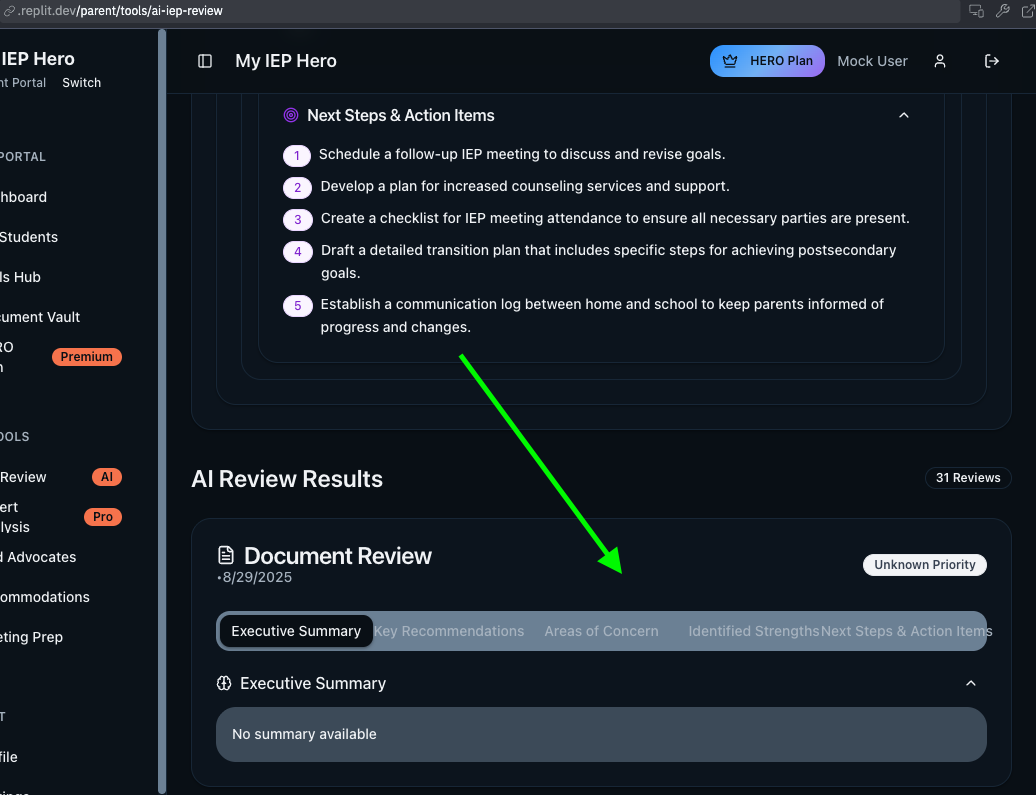 .replit.dev/parent/tools/ai-iep-review
IEP Hero
nt Portal Switch
My IEP Hero
HERO Plan
Mock User
PORTAL
hboard
Students
ls Hub
cument Vault
RO
n
Premium
OOLS
Review
AI
ert
lysis
Pro
d Advocates
ommodations
eting Prep
T
file
Next Steps & Action Items
1 Schedule a follow-up IEP meeting to discuss and revise goals.
2 Develop a plan for increased counseling services and support.
3 Create a checklist for IEP meeting attendance to ensure all necessary parties are present.
4 Draft a detailed transition plan that includes specific steps for achieving postsecondary
goals.
5 Establish a communication log between home and school to keep parents informed of
progress and changes.
AI Review Results
31 Reviews
Document Review
•8/29/2025
Unknown Priority
Executive Summary Key Recommendations Areas of Concern Identified Strengths Next Steps & Action Items
Executive Summary
No summary available